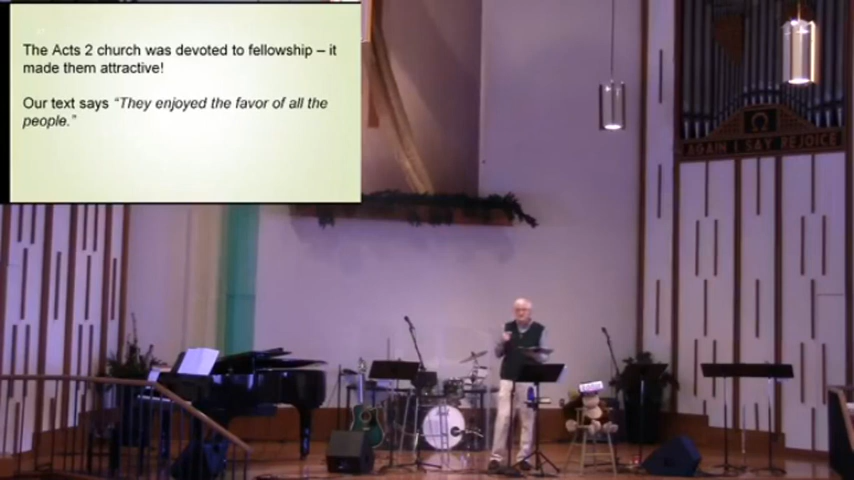 The Acts 2 church was devoted to fellowship – it
made them attractive!
Our text says “They enjoyed the favor of all the
people.”
AGAIN I SAY REJOICE